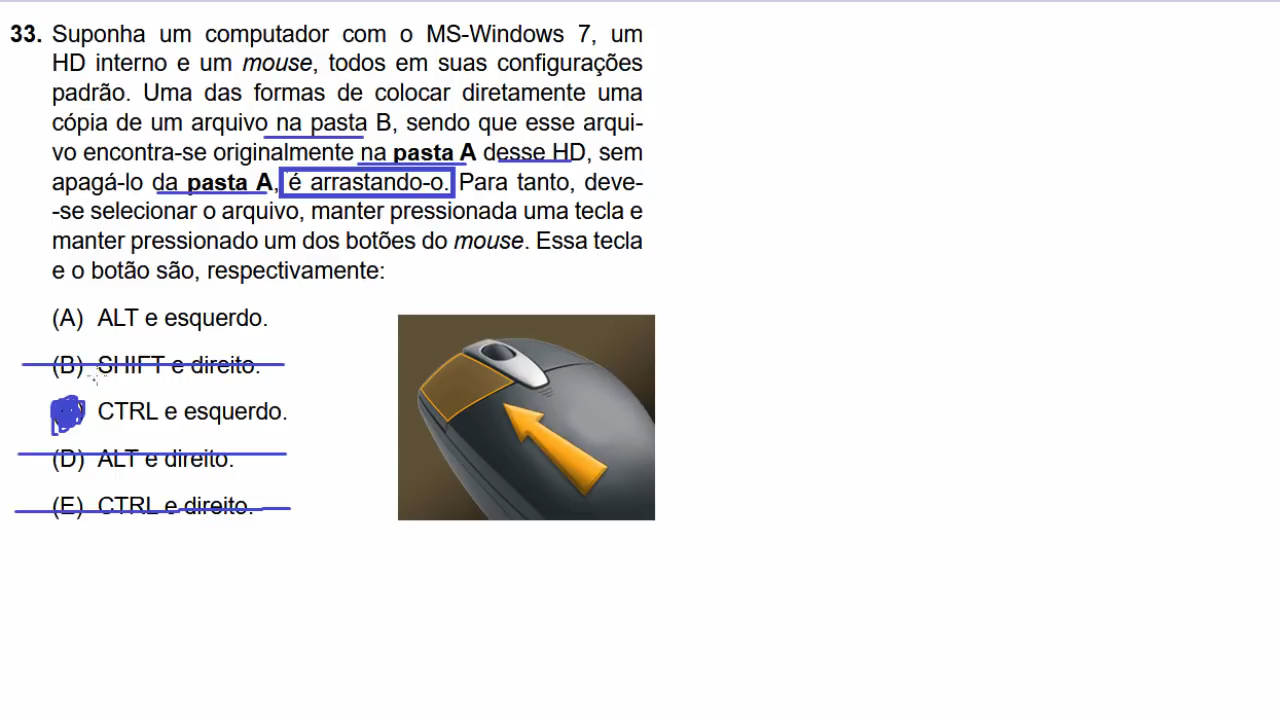 33. Suponha um computador com o MS-Windows 7, um
HD interno e um mouse, todos em suas configurações
padrão. Uma das formas de colocar diretamente uma
cópia de um arquivo na pasta B, sendo que esse arqui-
vo encontra-se originalmente na pasta A desse HD, sem
apagá-lo da pasta A, é arrastando-o. Para tanto, deve-
-se selecionar o arquivo, manter pressionada uma tecla e
manter pressionado um dos botões do mouse. Essa tecla
e o botão são, respectivamente:
(A) ALT e esquerdo.
(B) SHIFT e direito.
CTRL e esquerdo.
(D) ALT e direito.
(E) CTRL e direito.